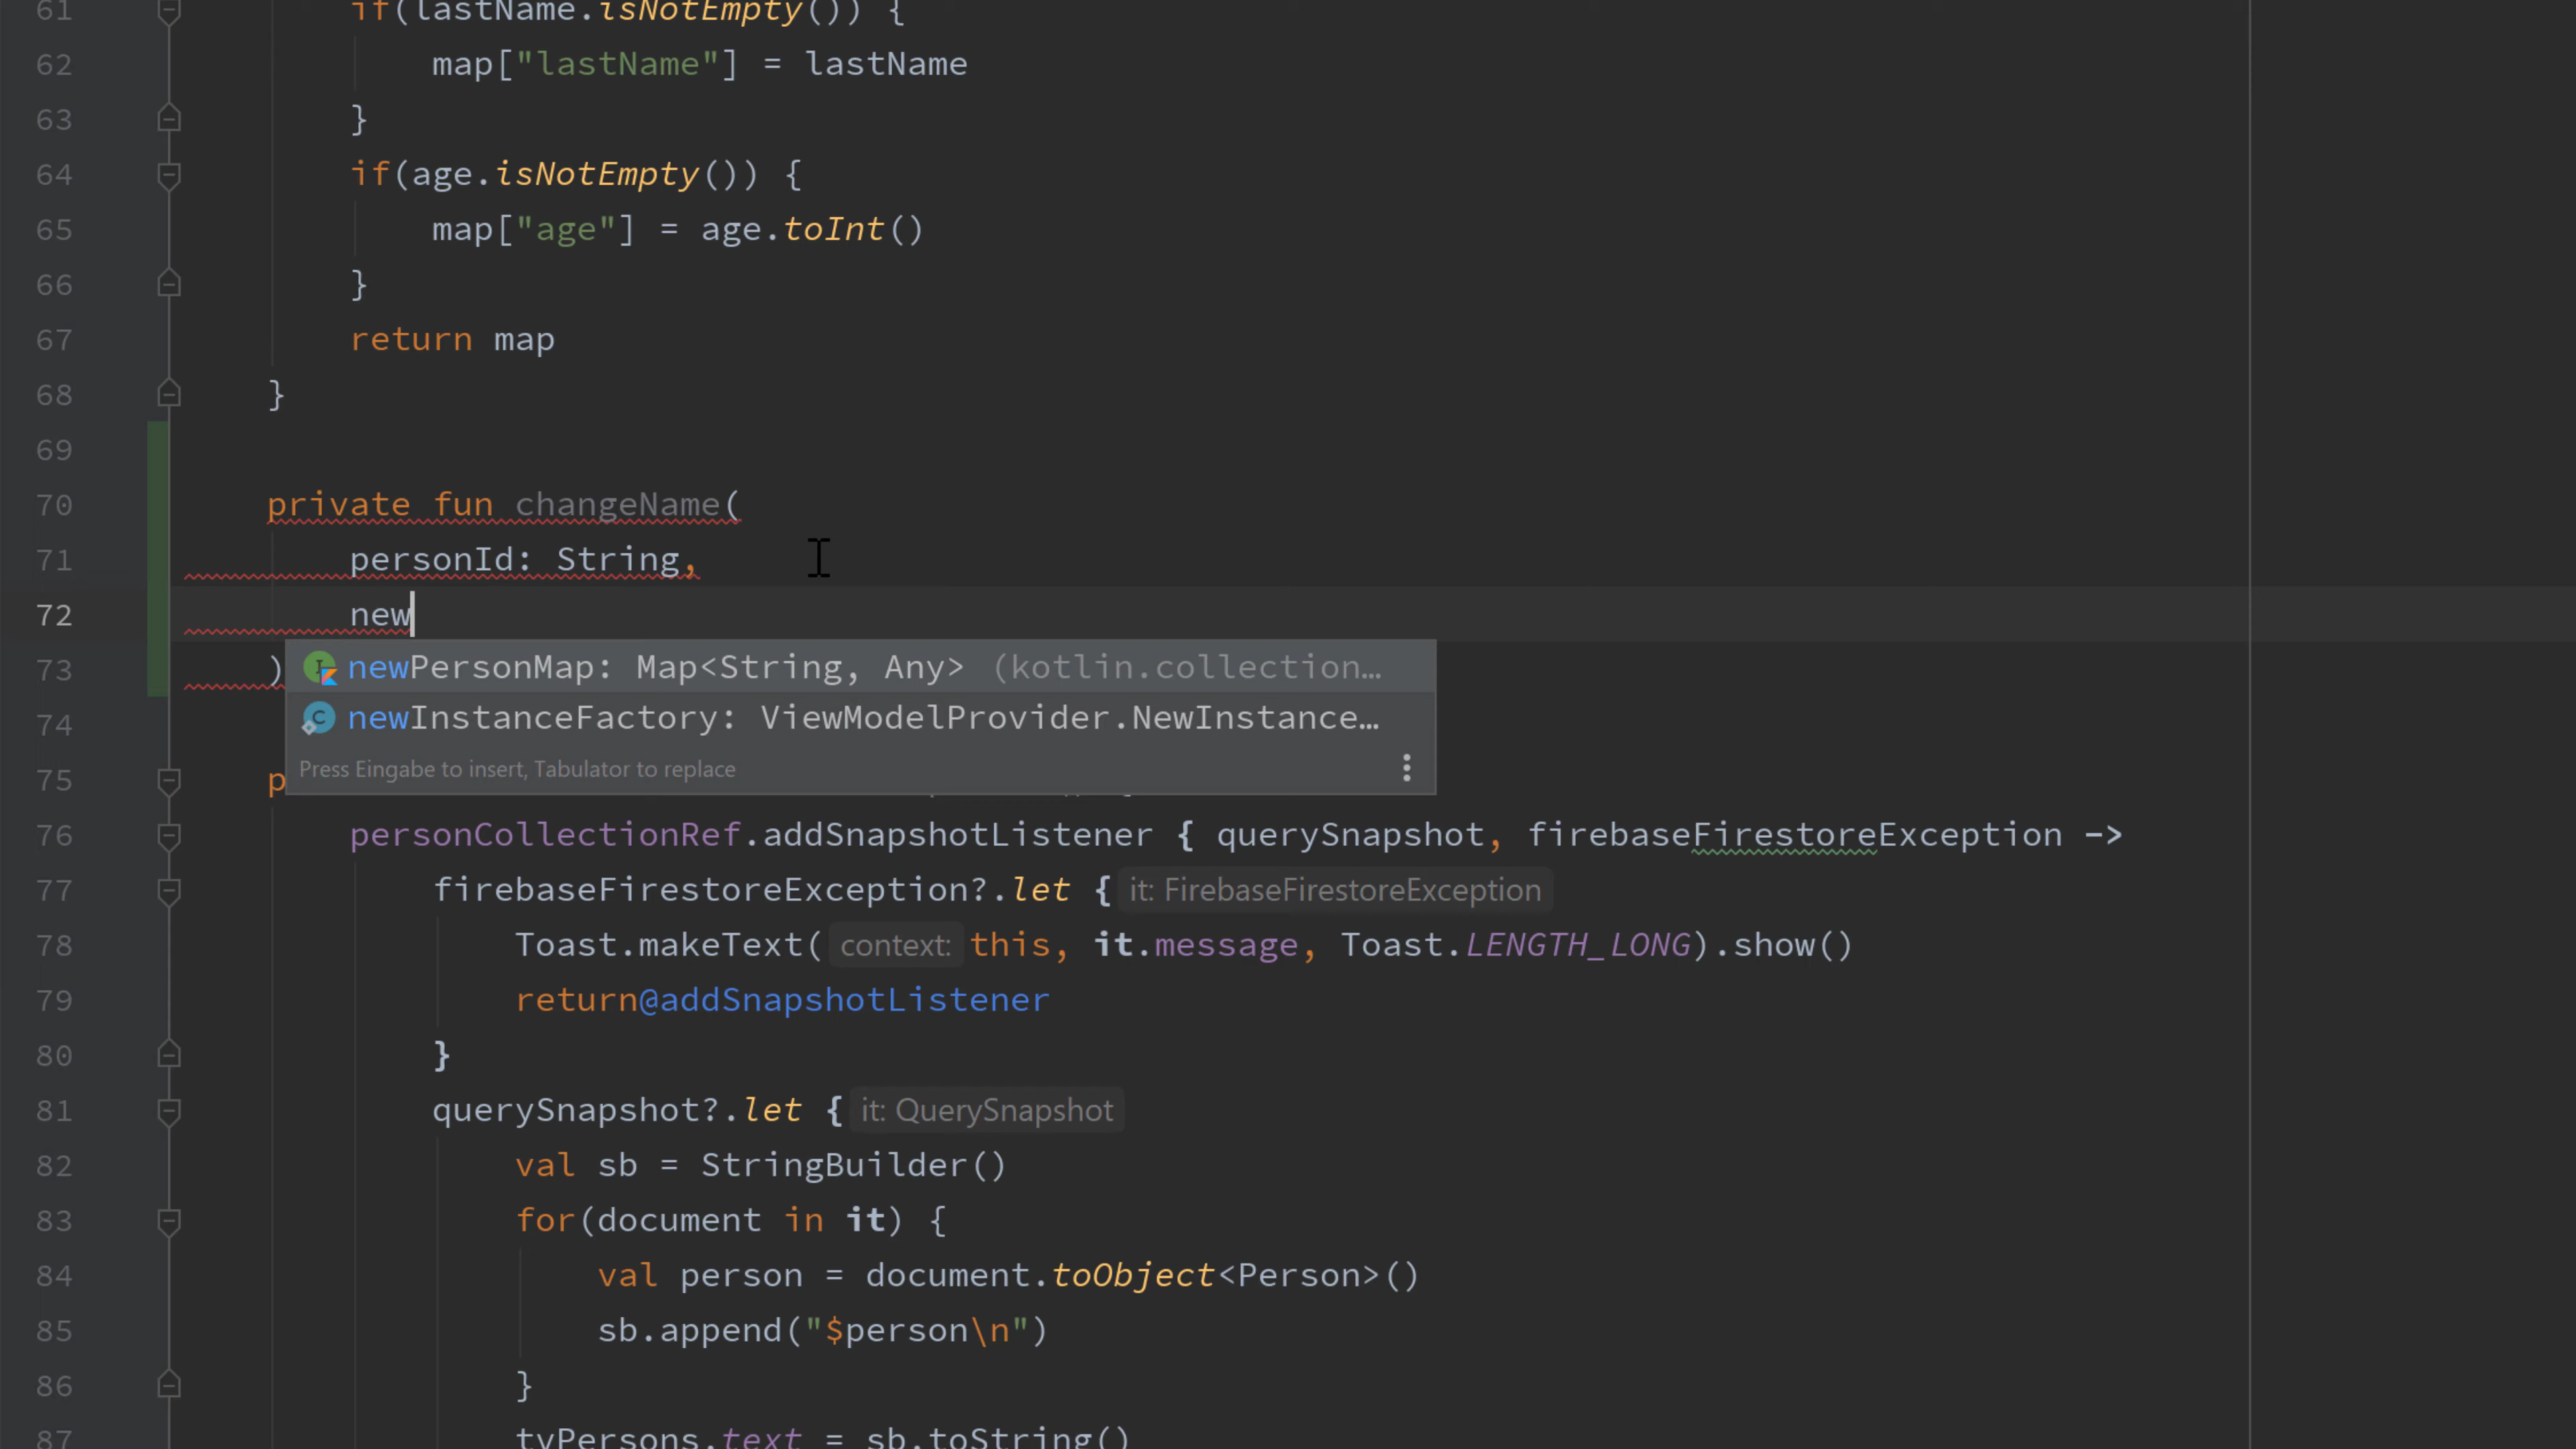 61 if(lastName.isNotEmpty()) {
62 map["lastName"] = lastName
63 }
64 if(age.isNotEmpty()) {
65 map["age"] = age.toInt()
66 }
67 return map
68 }
69
70 private fun changeName(
71 personId: String,
72 new
73 )
newPersonMap: Map<String, Any> (kotlin.collection…
newInstanceFactory: ViewModelProvider.NewInstance…
Press Eingabe to insert, Tabulator to replace
74
75 p
76 personCollectionRef.addSnapshotListener { querySnapshot, firebaseFirestoreException ->
77 firebaseFirestoreException?.let { it: FirebaseFirestoreException
78 Toast.makeText( context: this, it.message, Toast.LENGTH_LONG).show()
79 return@addSnapshotListener
80 }
81 querySnapshot?.let { it: QuerySnapshot
82 val sb = StringBuilder()
83 for(document in it) {
84 val person = document.toObject<Person>()
85 sb.append("$person\n")
86 }
87 tvPersons.text = sb.toString()